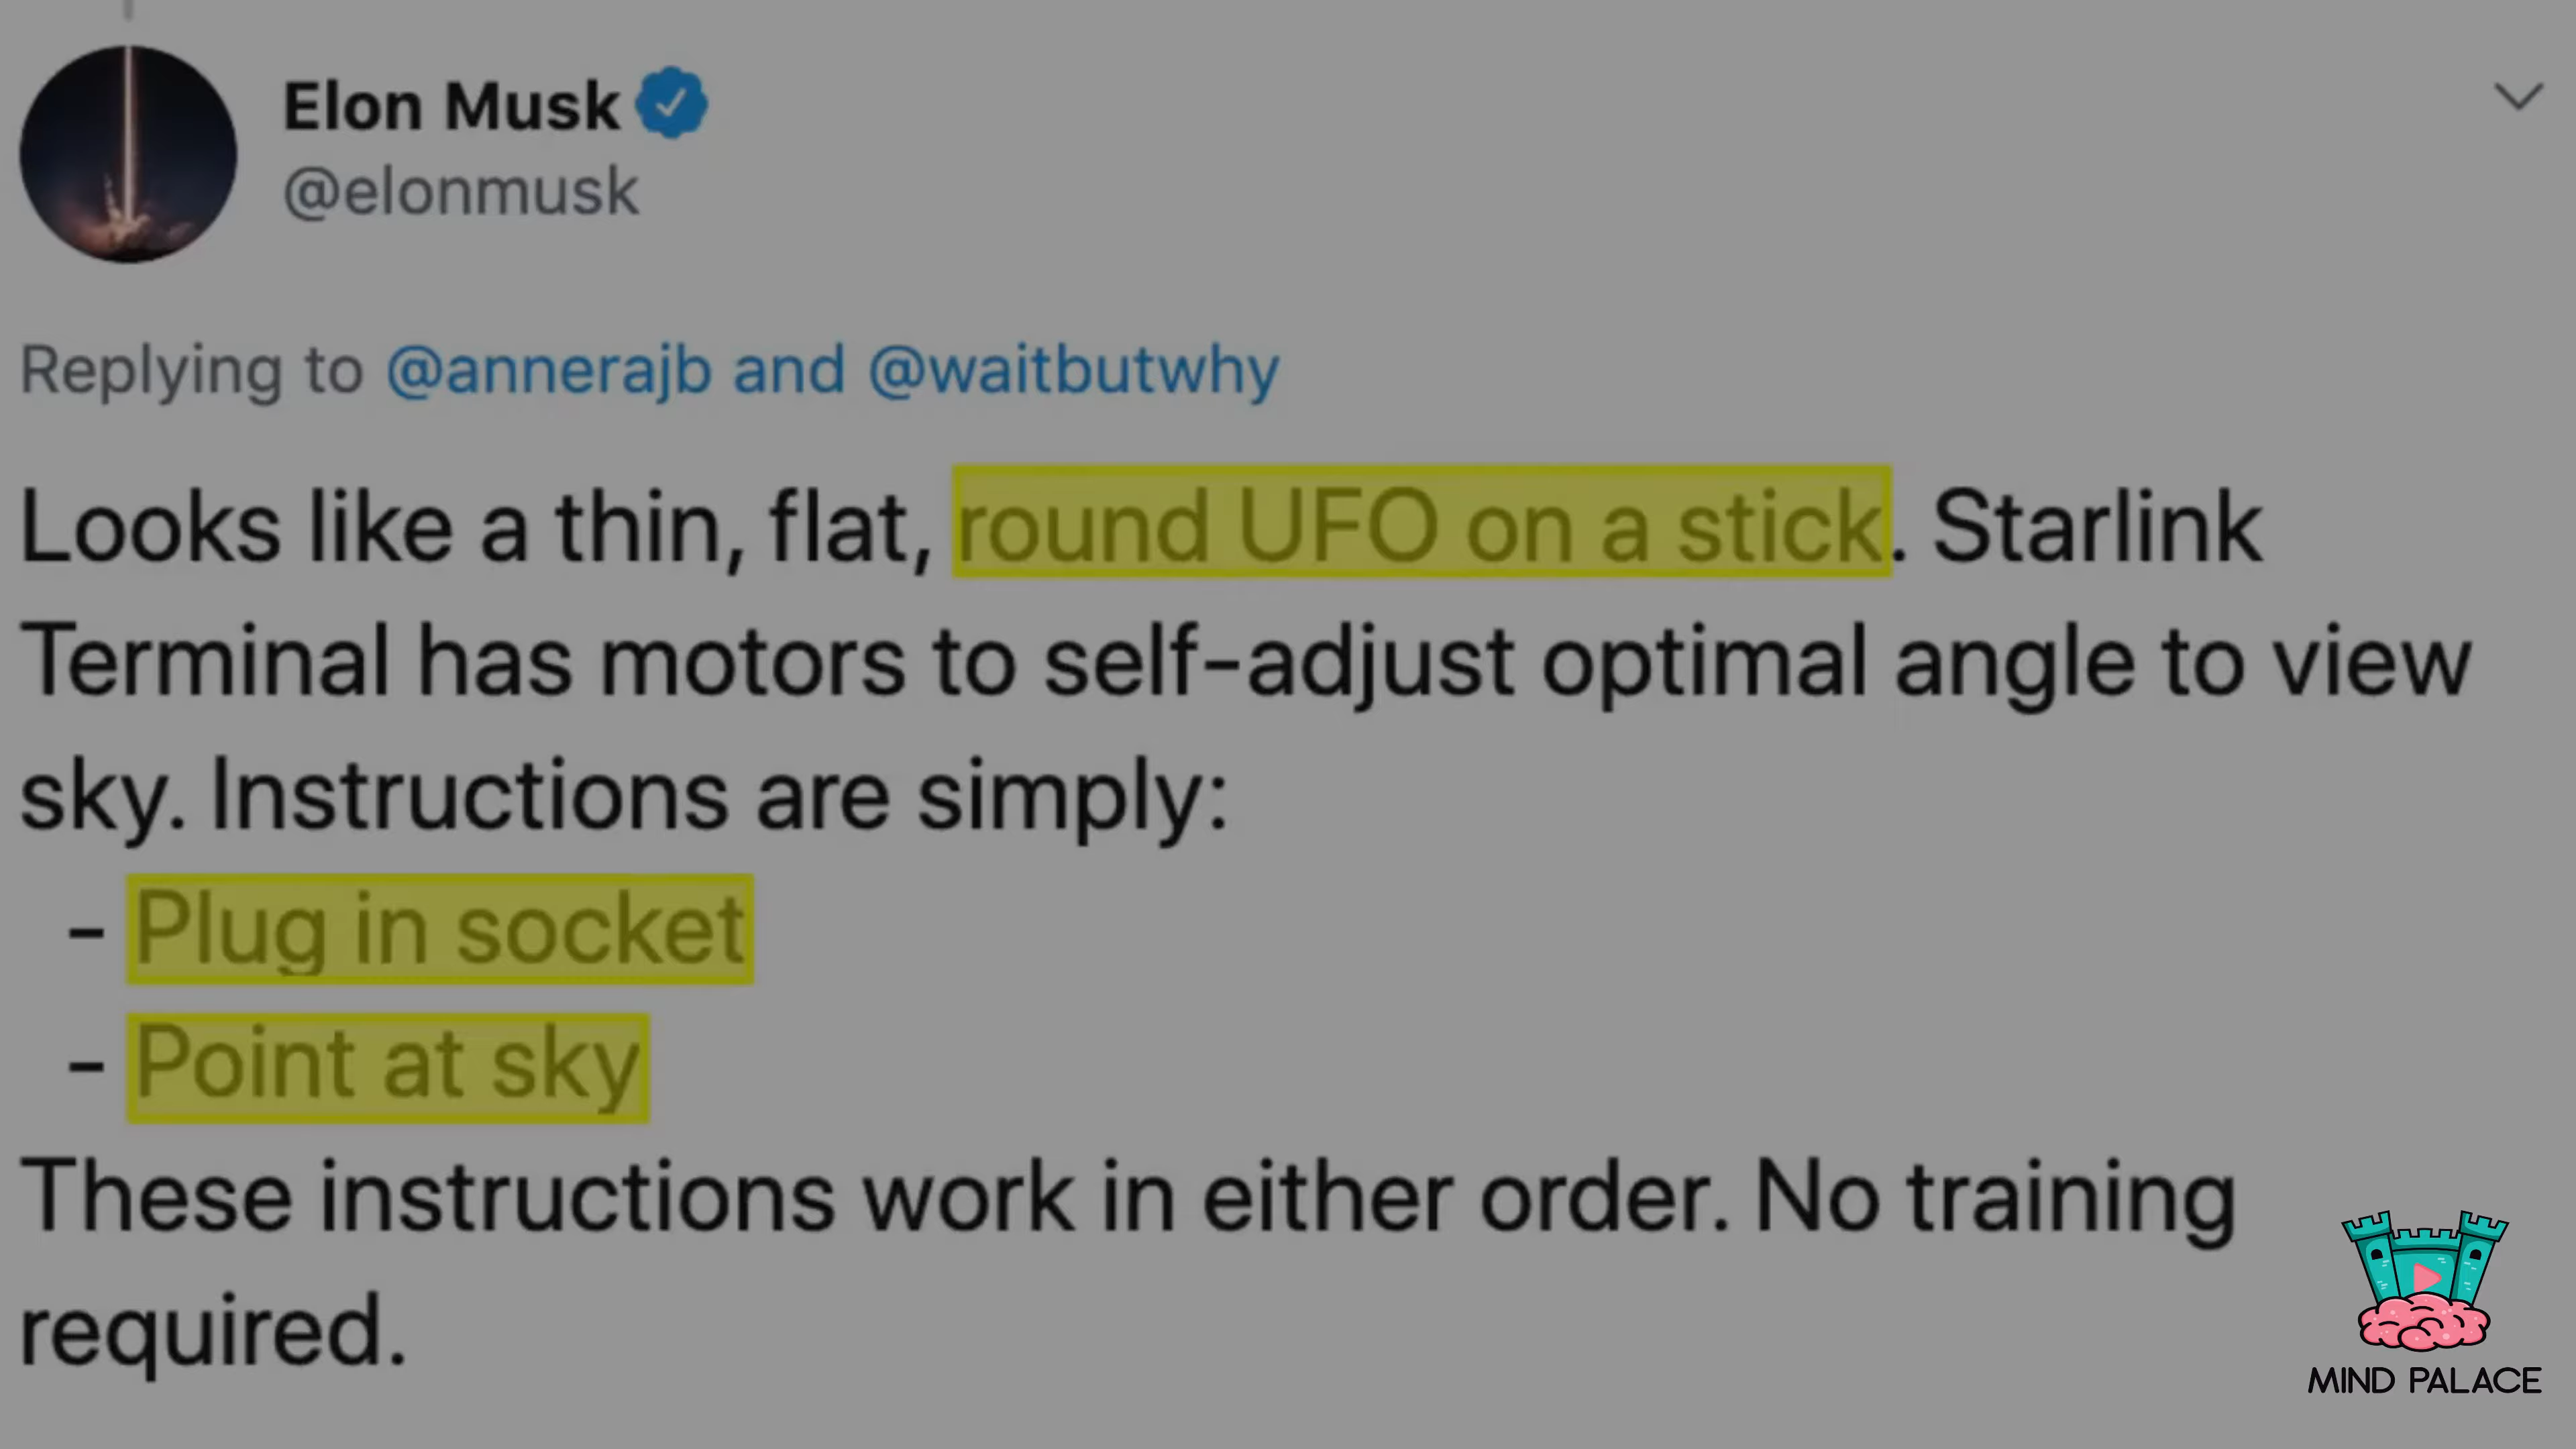 Elon Musk
@elonmusk
Replying to @annerajb and @waitbutwhy
Looks like a thin, flat, round UFO on a stick. Starlink
Terminal has motors to self-adjust optimal angle to view
sky. Instructions are simply:
- Plug in socket
- Point at sky
These instructions work in either order. No training
required.
MIND PALACE